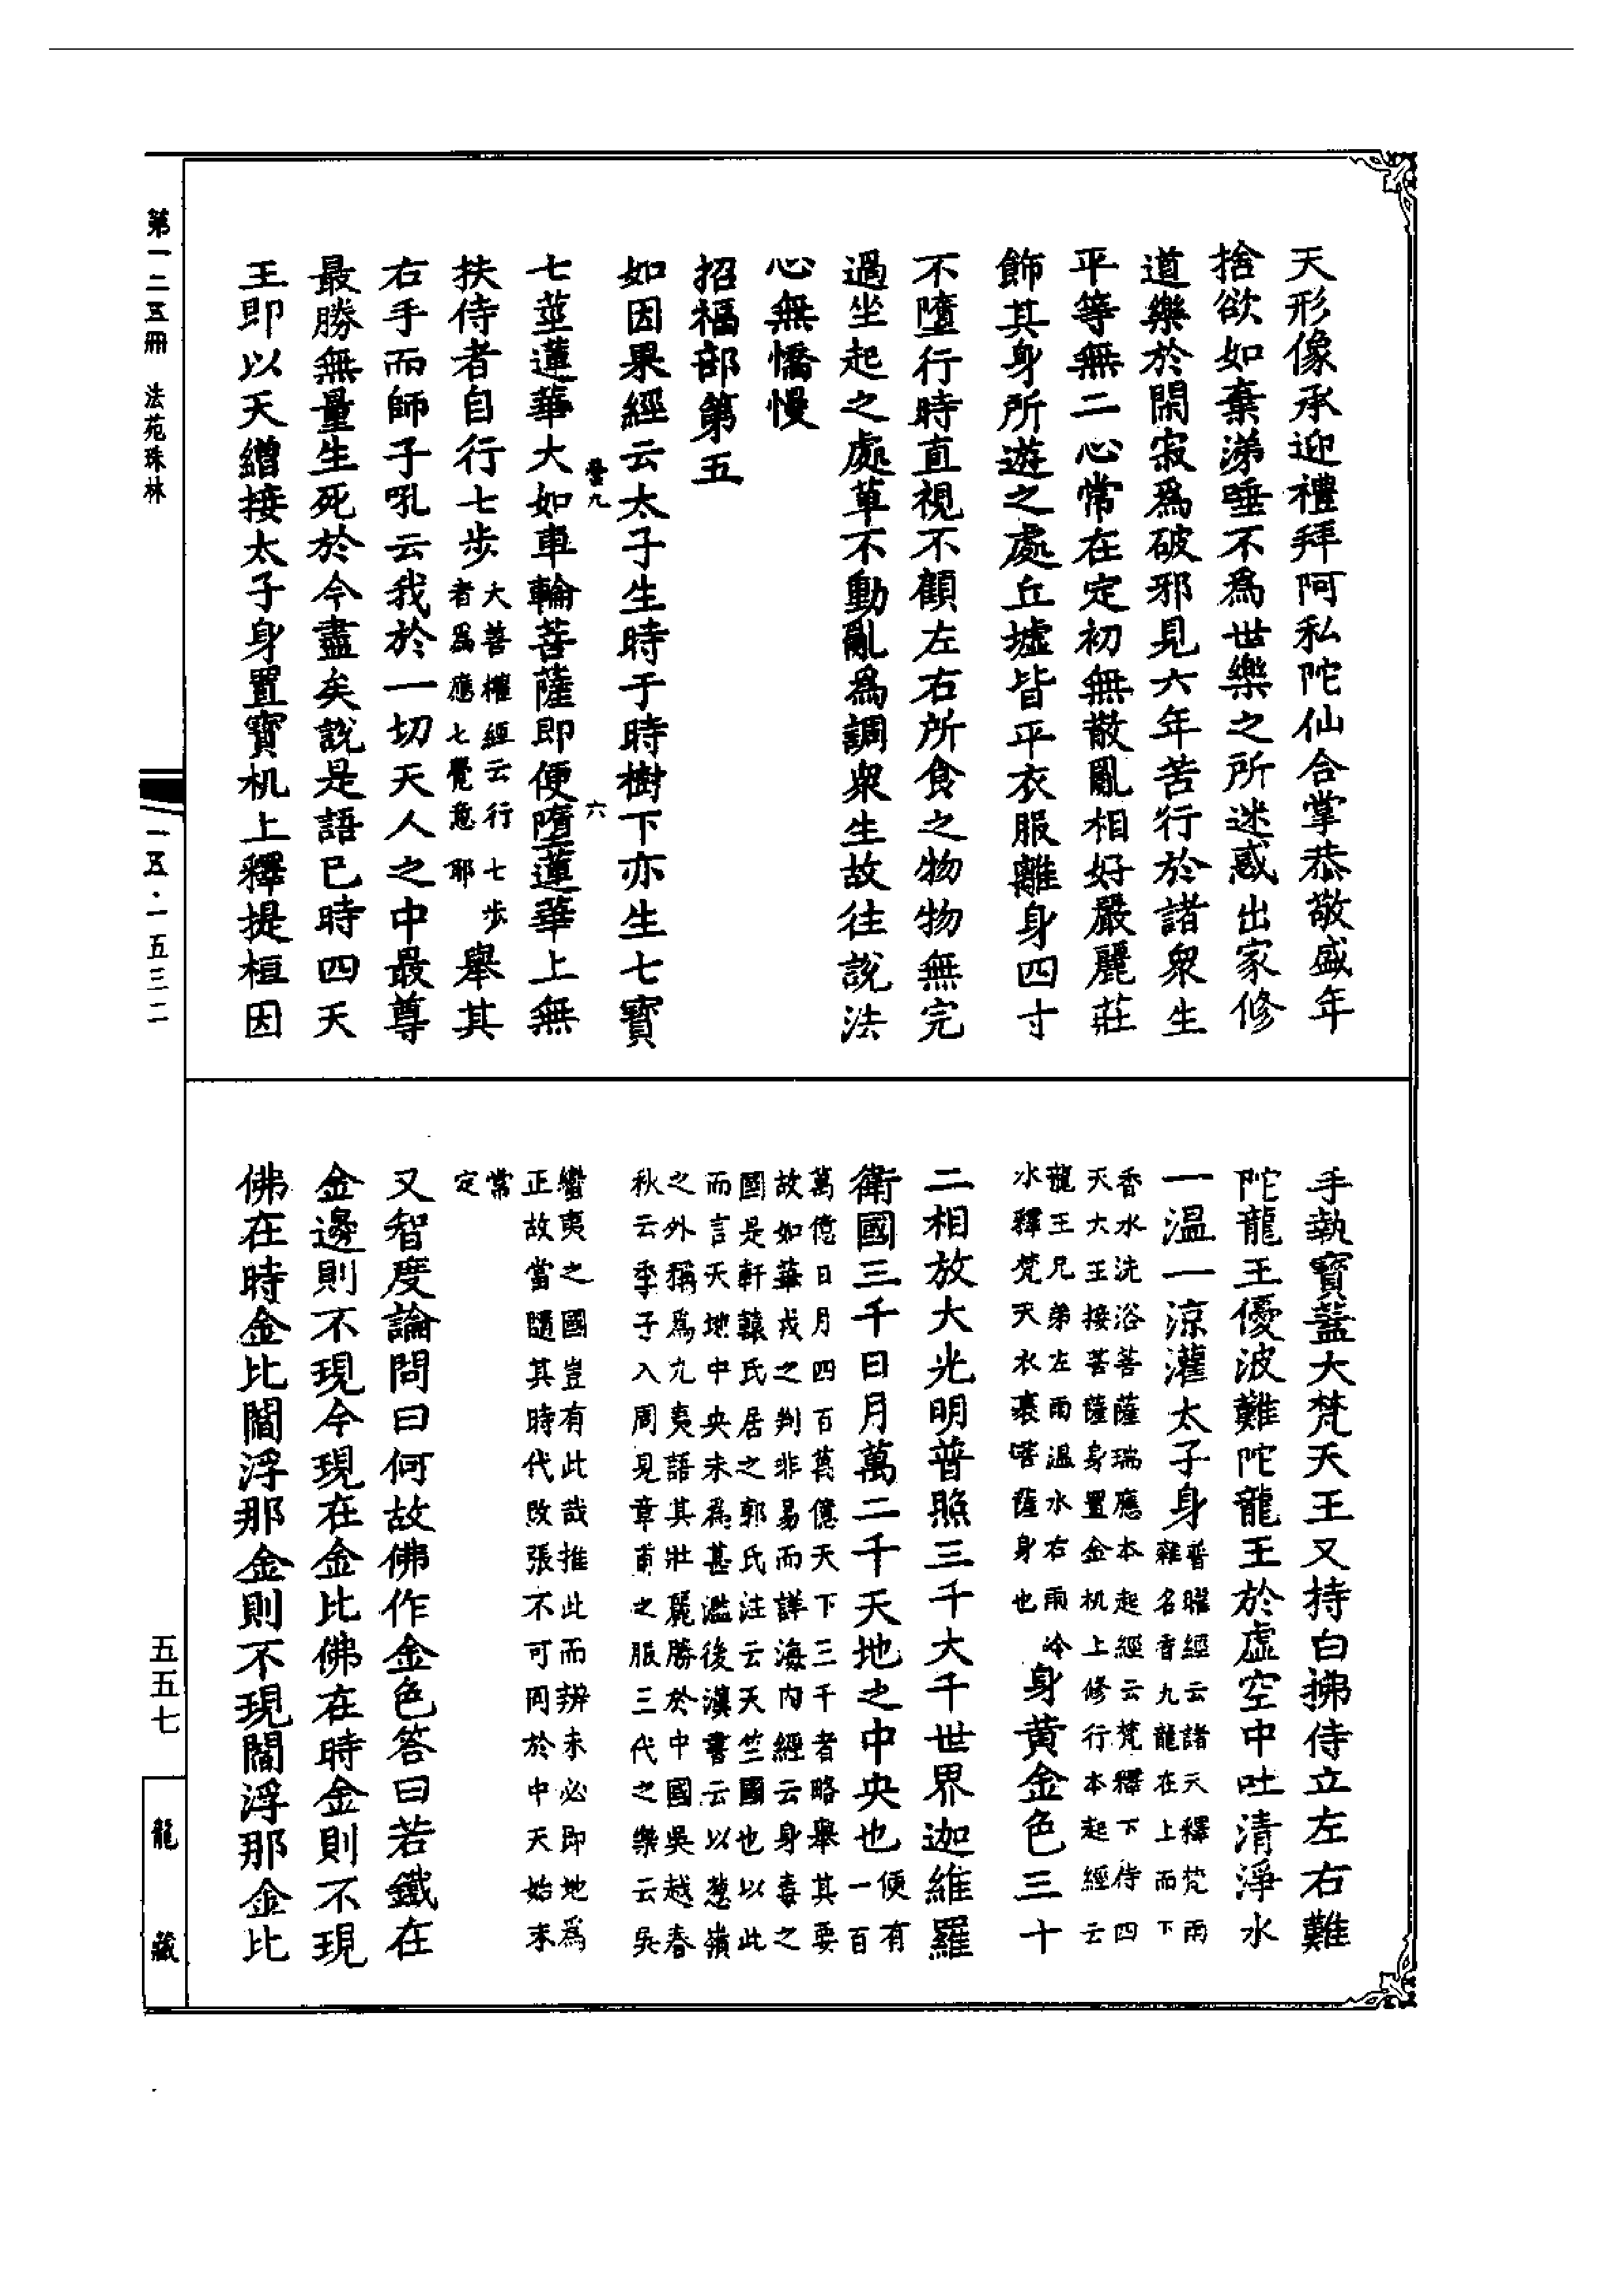 天形像承迎禮拜阿私陀仙合掌恭敬盛年
捨欲如棄涕唾不為世樂之所迷惑出家修
道樂於閑寂為破邪見六年苦行於諸衆生
平等無二心常在定初無散亂相好嚴麗莊
飾其身所遊之處丘墟皆平衣服離身四寸
不墮行時直視不顧左右所食之物物無完
過坐起之處草不動亂為調衆生故往說法
心無憍慢
招福部第五
如因果經云太子生時于時樹下亦生七寶
九 六
七莖蓮華大如車輪菩薩即便墮蓮華上無
扶侍者自行七步大善權經云行七步者為應七覺意耶舉其
右手而師子吼云我於一切天人之中最尊
最勝無量生死於今盡矣說是語已時四天
王即以天繒接太子身置寶机上釋提桓因
手執寶蓋大梵天王又持白拂侍立左右難
陀龍王優波難陀龍王於虛空中吐清淨水
一温一涼灌太子身普曜經云諸天釋梵雨雜名香九龍在上而下
香水洗浴菩薩瑞應本起經云梵釋下侍四
天大王接菩薩身置金机上修行本起經云
龍王兄弟左雨温水右雨冷
水釋梵天衣裹菩薩身也身黃金色三十
二相放大光明普照三千大千世界迦維羅
衛國三千日月萬二千天地之中央也便有一百
萬億日月四百萬億天下三千者略舉其要
故如華戎之判非易而詳海內經云身毒之
國是軒轅氏居之郭氏注云天竺國也以此
而言天地中央未為甚濫後漢書云以葱嶺
之外稱為九夷語其壯麗勝於中國吳越春
秋云季子入周見章甫之服三代之樂云吳
蠻夷之國豈有此哉推此而辨未必即地為
正故當隨其時代改張不可罔於中天始末
常
定
又智度論問曰何故佛作金色答曰若鐵在
金邊則不現今現在金比佛在時金則不現
佛在時金比閻浮那金則不現閻浮那金比
第一二五冊 法苑珠林
一五·一五三二
五五七
龍藏